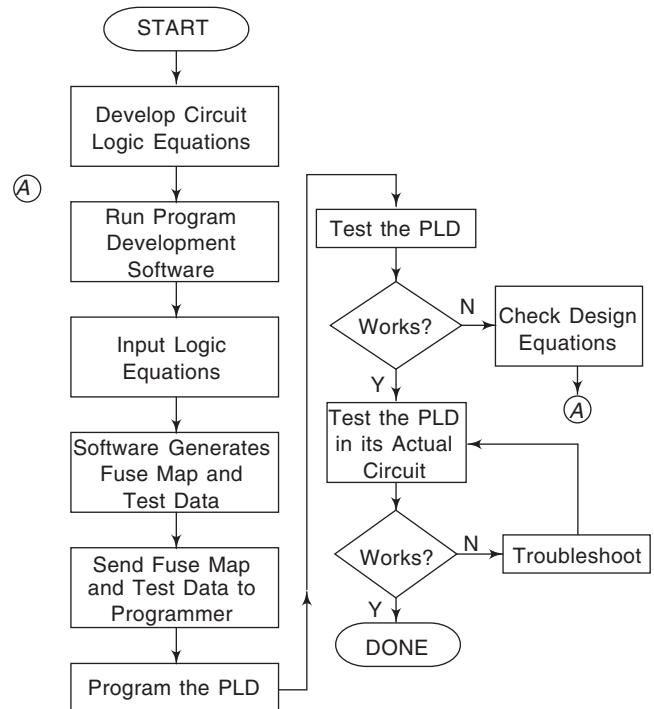 START
Develop Circuit
Logic Equations
A
Run Program
Development
Software
Input Logic
Equations
Software Generates
Fuse Map and
Test Data
Send Fuse Map
and Test Data to
Programmer
Program the PLD
Test the PLD
Works?
N
Check Design
Equations
A
Y
Test the PLD
in its Actual
Circuit
Works?
N
Troubleshoot
Y
DONE